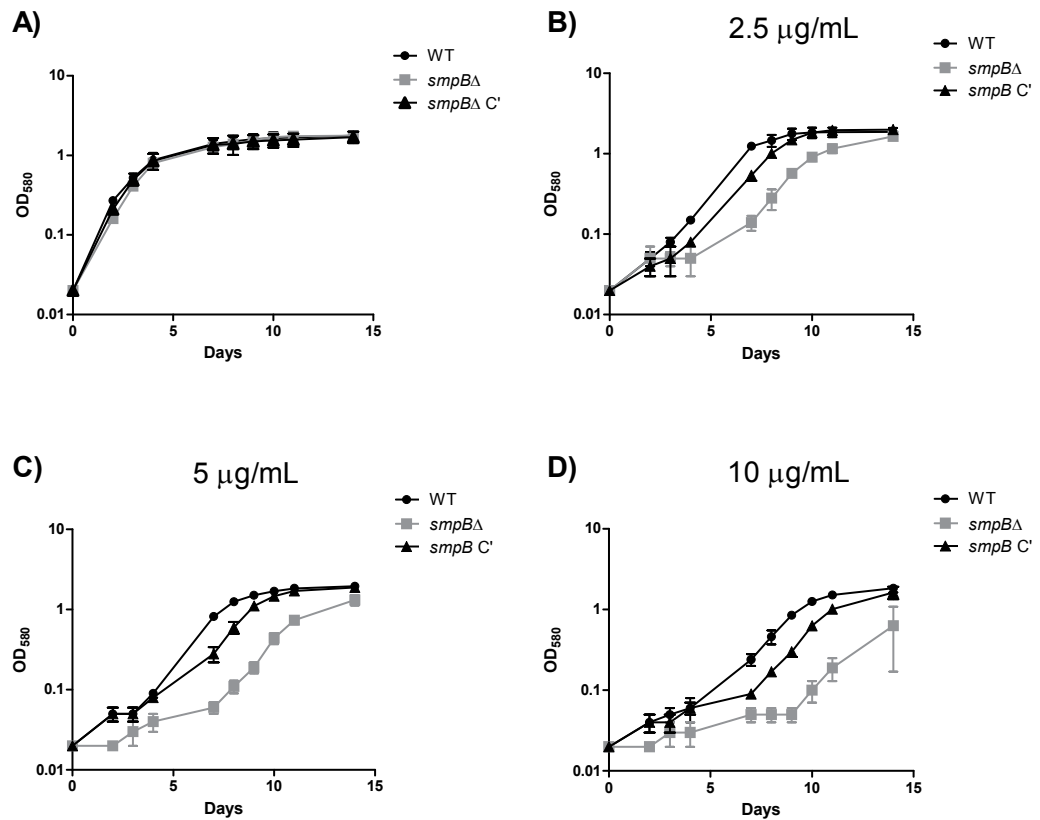 A)
WT
smpBΔ
smpBΔ C'
10
1
0.1
0.01
OD580
0 5 10 15
Days
B)
2.5 μg/mL
WT
smpBΔ
smpB C'
10
1
0.1
0.01
OD580
0 5 10 15
Days
C)
5 μg/mL
WT
smpBΔ
smpB C'
10
1
0.1
0.01
OD580
0 5 10 15
Days
D)
10 μg/mL
WT
smpBΔ
smpB C'
10
1
0.1
0.01
OD580
0 5 10 15
Days